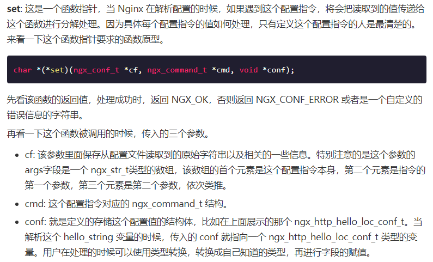 set: 这是一个函数指针，当 Nginx 在解析配置的时候，如果遇到这个配置指令，将会把读取到的值传递给
这个函数进行分解处理。因为具体每个配置指令的值如何处理，只有定义这个配置指令的人是最清楚的。
来看一下这个函数指针要求的函数原型。
char *(*set)(ngx_conf_t *cf, ngx_command_t *cmd, void *conf);
先看该函数的返回值，处理成功时，返回 NGX_OK，否则返回 NGX_CONF_ERROR 或者是一个自定义的
错误信息的字符串。
再看一下这个函数被调用的时候，传入的三个参数。
• cf: 该参数里面保存从配置文件读取到的原始字符串以及相关的一些信息。特别注意的是这个参数的
args字段是一个 ngx_str_t类型的数组，该数组的首个元素是这个配置指令本身，第二个元素是指令的
第一个参数，第三个元素是第二个参数，依次类推。
• cmd: 这个配置指令对应的 ngx_command_t 结构。
• conf: 就是定义的存储这个配置值的结构体，比如在上面展示的那个 ngx_http_hello_loc_conf_t。当
解析这个 hello_string 变量的时候，传入的 conf 就指向一个 ngx_http_hello_loc_conf_t 类型的变
量。用户在处理的时候可以使用类型转换，转换成自己知道的类型，再进行字段的赋值。